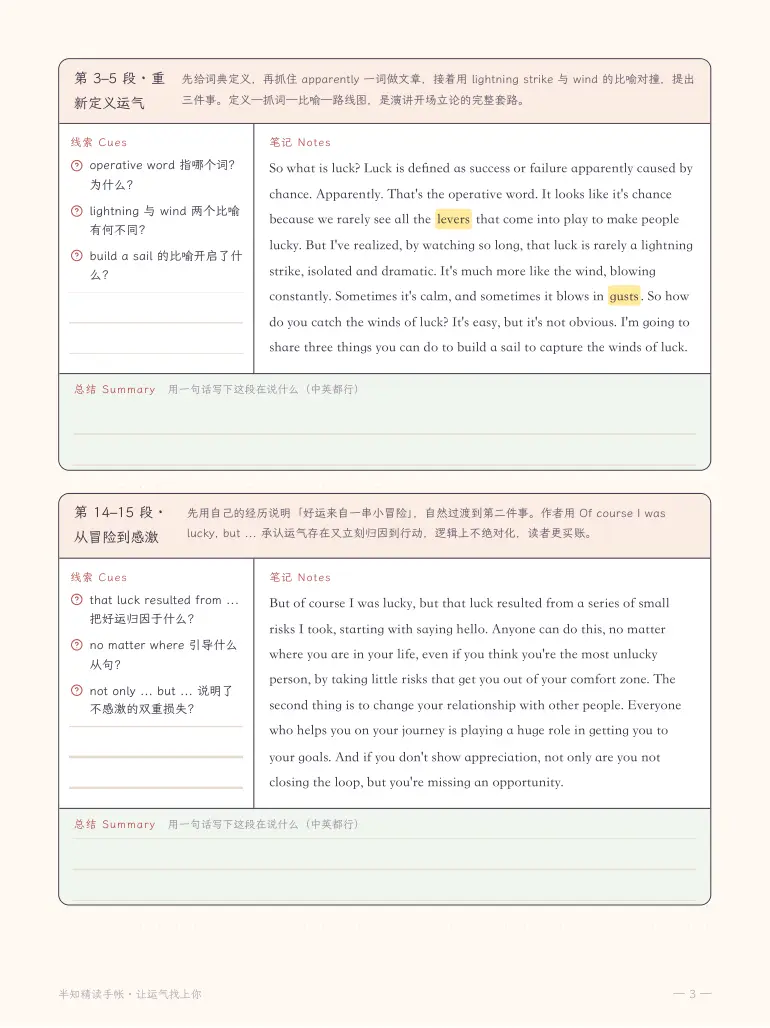 第 3–5 段·重
新定义运气
先给词典定义，再抓住 apparently 一词做文章，接着用 lightning strike 与 wind 的比喻对撞，提出
三件事。定义—抓词—比喻—路线图，是演讲开场立论的完整套路。
线索 Cues
operative word 指哪个词？
为什么？
lightning 与 wind 两个比喻
有何不同？
build a sail 的比喻开启了什
么？
笔记 Notes
So what is luck? Luck is defined as success or failure apparently caused by
chance. Apparently. That's the operative word. It looks like it's chance
because we rarely see all the levers that come into play to make people
lucky. But I've realized, by watching so long, that luck is rarely a lightning
strike, isolated and dramatic. It's much more like the wind, blowing
constantly. Sometimes it's calm, and sometimes it blows in gusts. So how
do you catch the winds of luck? It's easy, but it's not obvious. I'm going to
share three things you can do to build a sail to capture the winds of luck.
总结 Summary 用一句话写下这段在说什么（中英都行）
第 14–15 段·
从冒险到感激
先用自己的经历说明「好运来自一串小冒险」，自然过渡到第二件事。作者用 Of course I was
lucky, but ... 承认运气存在又立刻归因到行动，逻辑上不绝对化，读者更买账。
线索 Cues
that luck resulted from ...
把好运归因于什么？
no matter where 引导什么
从句？
not only ... but ... 说明了
不感激的双重损失？
笔记 Notes
But of course I was lucky, but that luck resulted from a series of small
risks I took, starting with saying hello. Anyone can do this, no matter
where you are in your life, even if you think you're the most unlucky
person, by taking little risks that get you out of your comfort zone. The
second thing is to change your relationship with other people. Everyone
who helps you on your journey is playing a huge role in getting you to
your goals. And if you don't show appreciation, not only are you not
closing the loop, but you're missing an opportunity.
总结 Summary 用一句话写下这段在说什么（中英都行）
半知精读手帐·让运气找上你
— 3 —